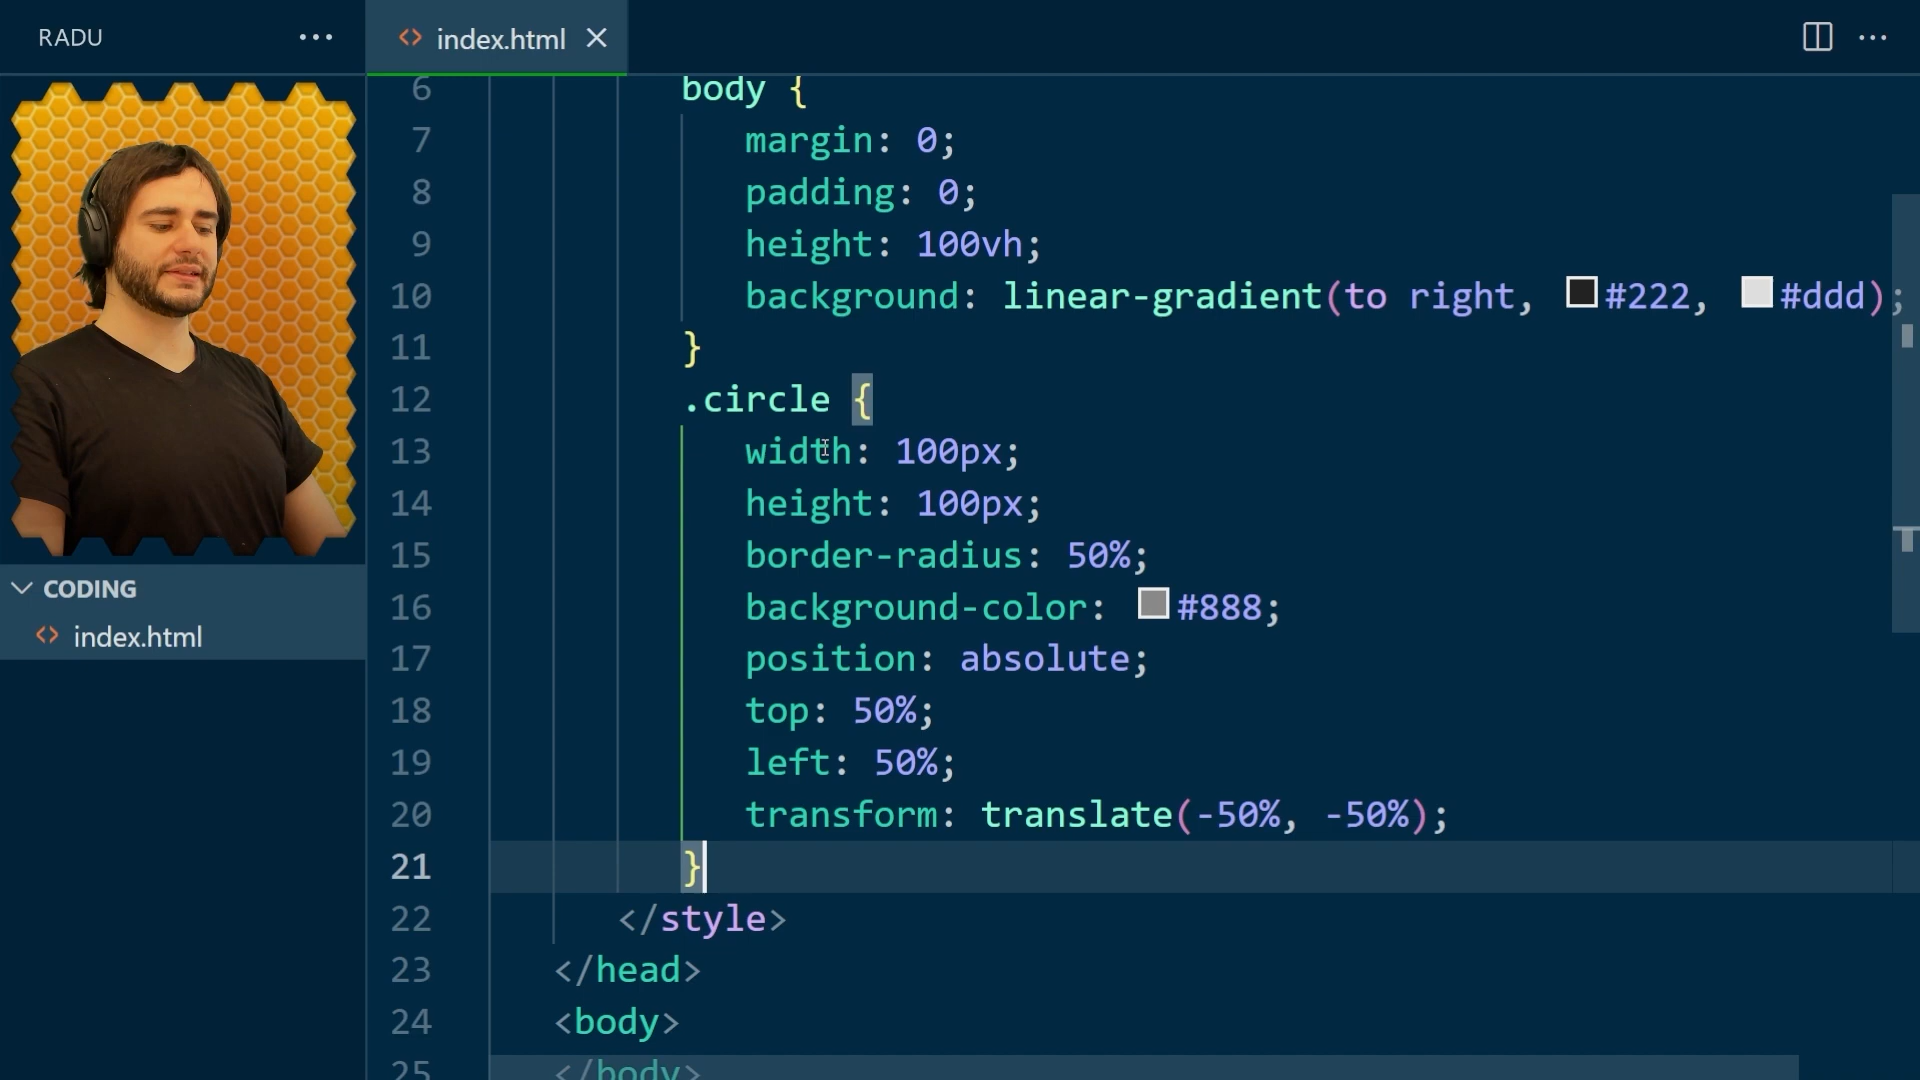 RADU
index.html
6 body {
7 margin: 0;
8 padding: 0;
9 height: 100vh;
10 background: linear-gradient(to right, #222, #ddd);
11 }
12 .circle {
13 width: 100px;
14 height: 100px;
15 border-radius: 50%;
16 background-color: #888;
17 position: absolute;
18 top: 50%;
19 left: 50%;
20 transform: translate(-50%, -50%);
21 }
22 </style>
23 </head>
24 <body>
25 </body>
CODING
index.html